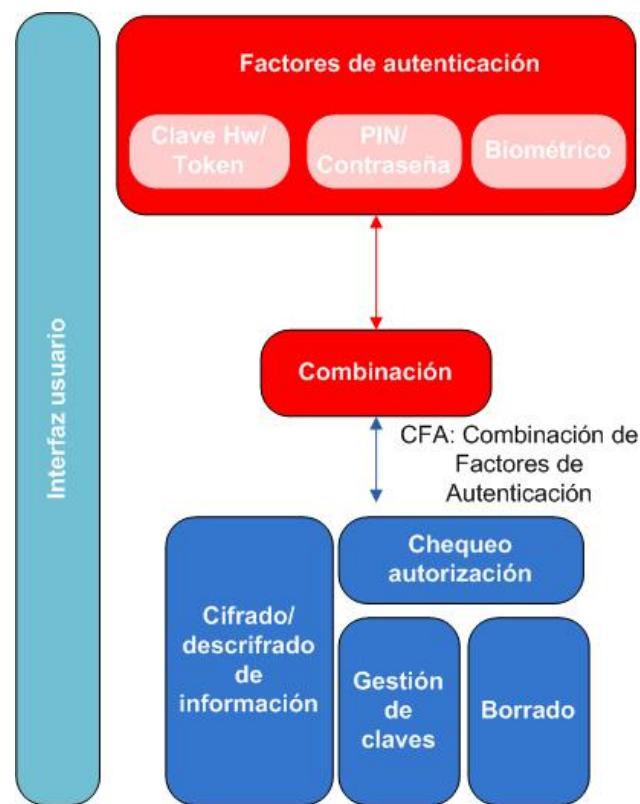 Interfaz usuario
Factores de autenticación
Clave Hw/
Token
PIN/
Contraseña
Biométrico
Combinación
CFA: Combinación de
Factores de
Autenticación
Cifrado/
descrifrado
de
información
Chequeo
autorización
Gestión
de
claves
Borrado